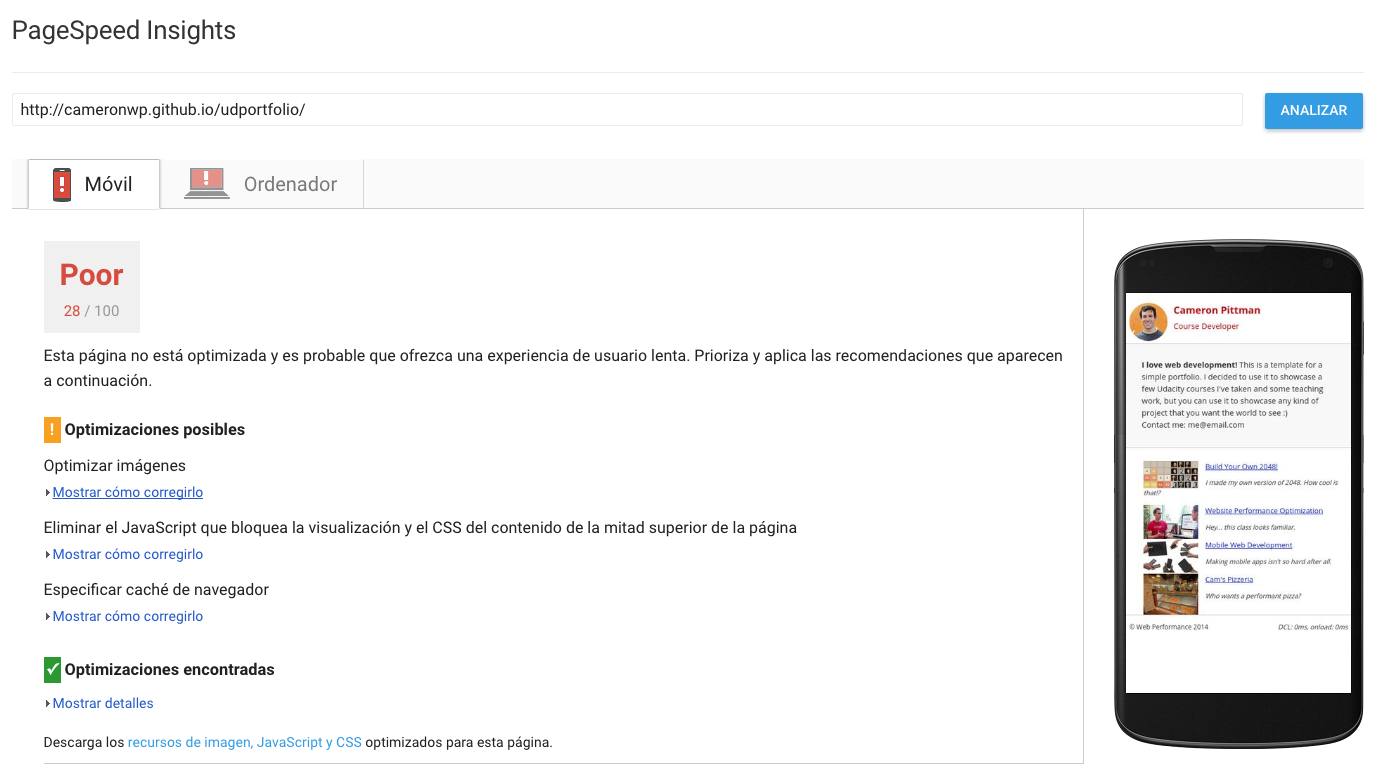 PageSpeed Insights
http://cameronwp.github.io/udportfolio/
ANALIZAR
Móvil
Ordenador
Poor
28 / 100
Esta página no está optimizada y es probable que ofrezca una experiencia de usuario lenta. Prioriza y aplica las recomendaciones que aparecen
a continuación.
! Optimizaciones posibles
Optimizar imágenes
Mostrar cómo corregirlo
Eliminar el JavaScript que bloquea la visualización y el CSS del contenido de la mitad superior de la página
Mostrar cómo corregirlo
Especificar caché de navegador
Mostrar cómo corregirlo
Optimizaciones encontradas
Mostrar detalles
Descarga los recursos de imagen, JavaScript y CSS optimizados para esta página.
Cameron Pittman
Course Developer
I love web development! This is a template for a
simple portfolio. I decided to use it to showcase a
few Udacity courses I've taken and some teaching
work, but you can use it to showcase any kind of
project that you want the world to see :)
Contact me: me@email.com
Build Your Own 2048!
I made my own version of 2048. How cool is
that!?
Website Performance Optimization
Hey... this class looks familiar.
Mobile Web Development
Making mobile apps isn't so hard after all.
Cam's Pizzeria
Who wants a performant pizza?
© Web Performance 2014
DCL: 0ms, onload: 0ms